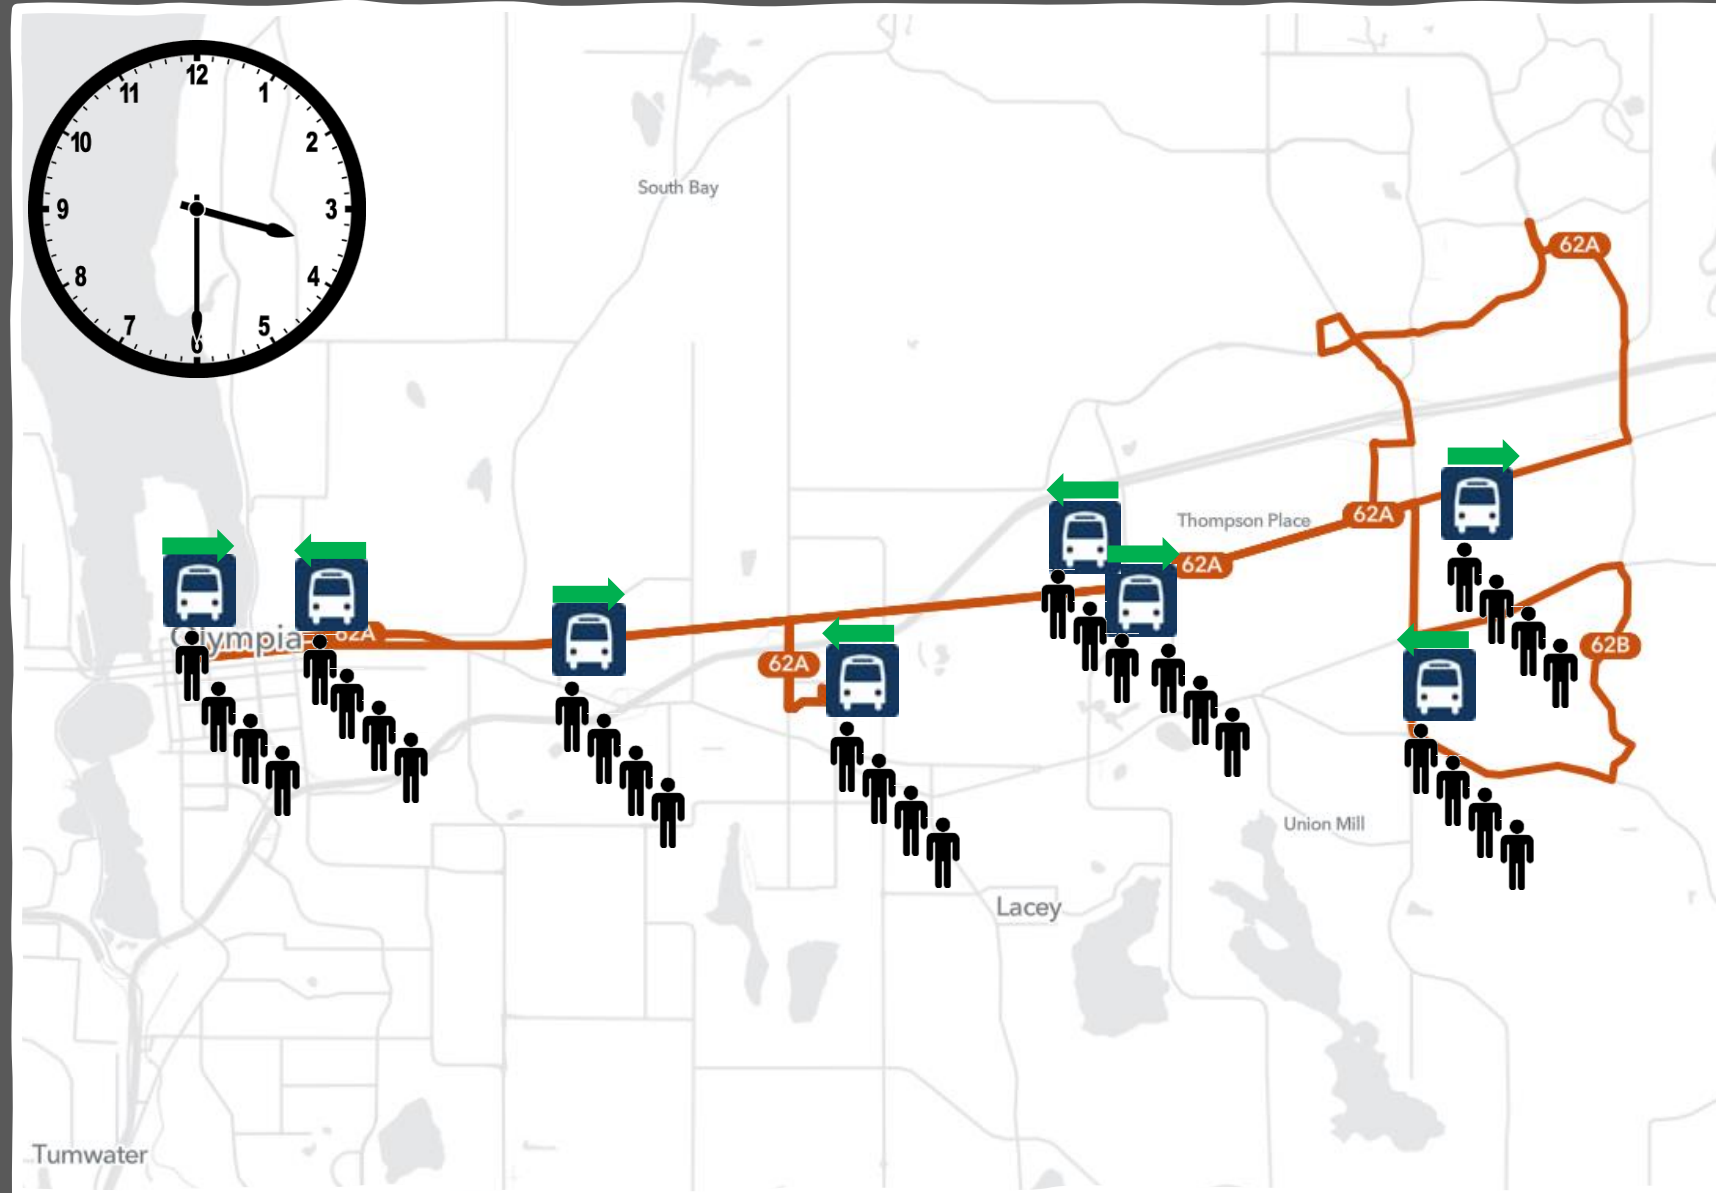 12
11
1
10
2
9
3
8
4
7
5
6
South Bay
62A
62A
Thompson Place
62A
Olympia
62A
62A
62B
Union Mill
Lacey
Tumwater